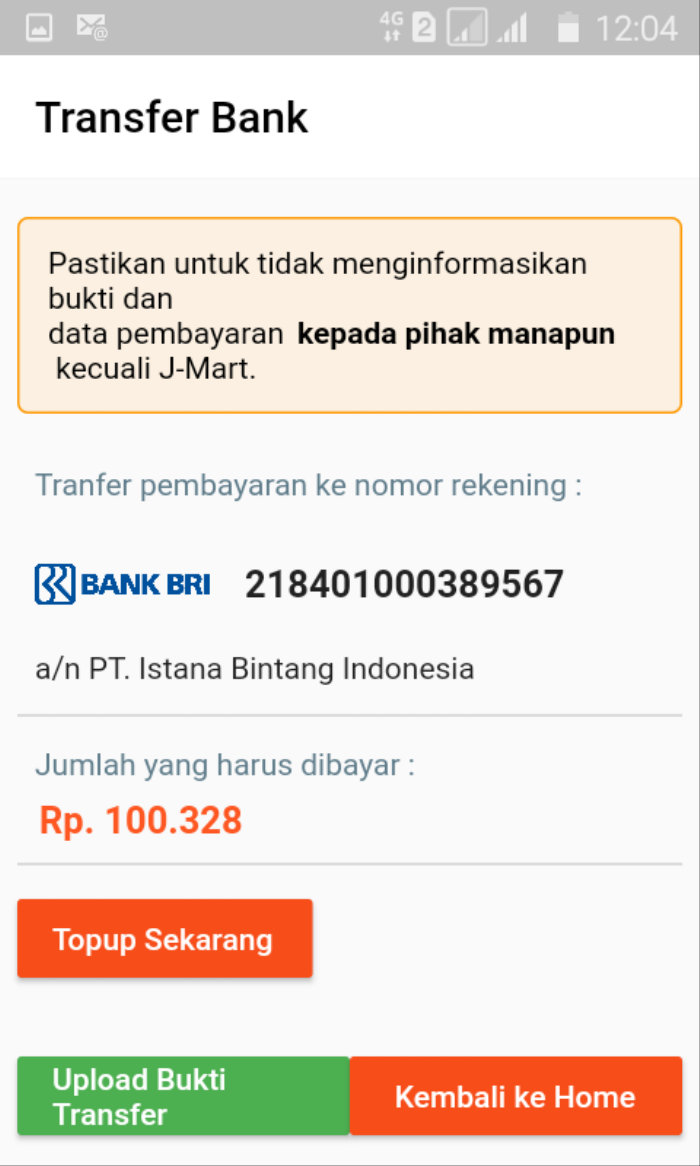 4G 2 12:04
Transfer Bank
Pastikan untuk tidak menginformasikan
bukti dan
data pembayaran kepada pihak manapun
kecuali J-Mart.
Tranfer pembayaran ke nomor rekening :
BANK BRI 218401000389567
a/n PT. Istana Bintang Indonesia
Jumlah yang harus dibayar :
Rp. 100.328
Topup Sekarang
Upload Bukti
Transfer
Kembali ke Home